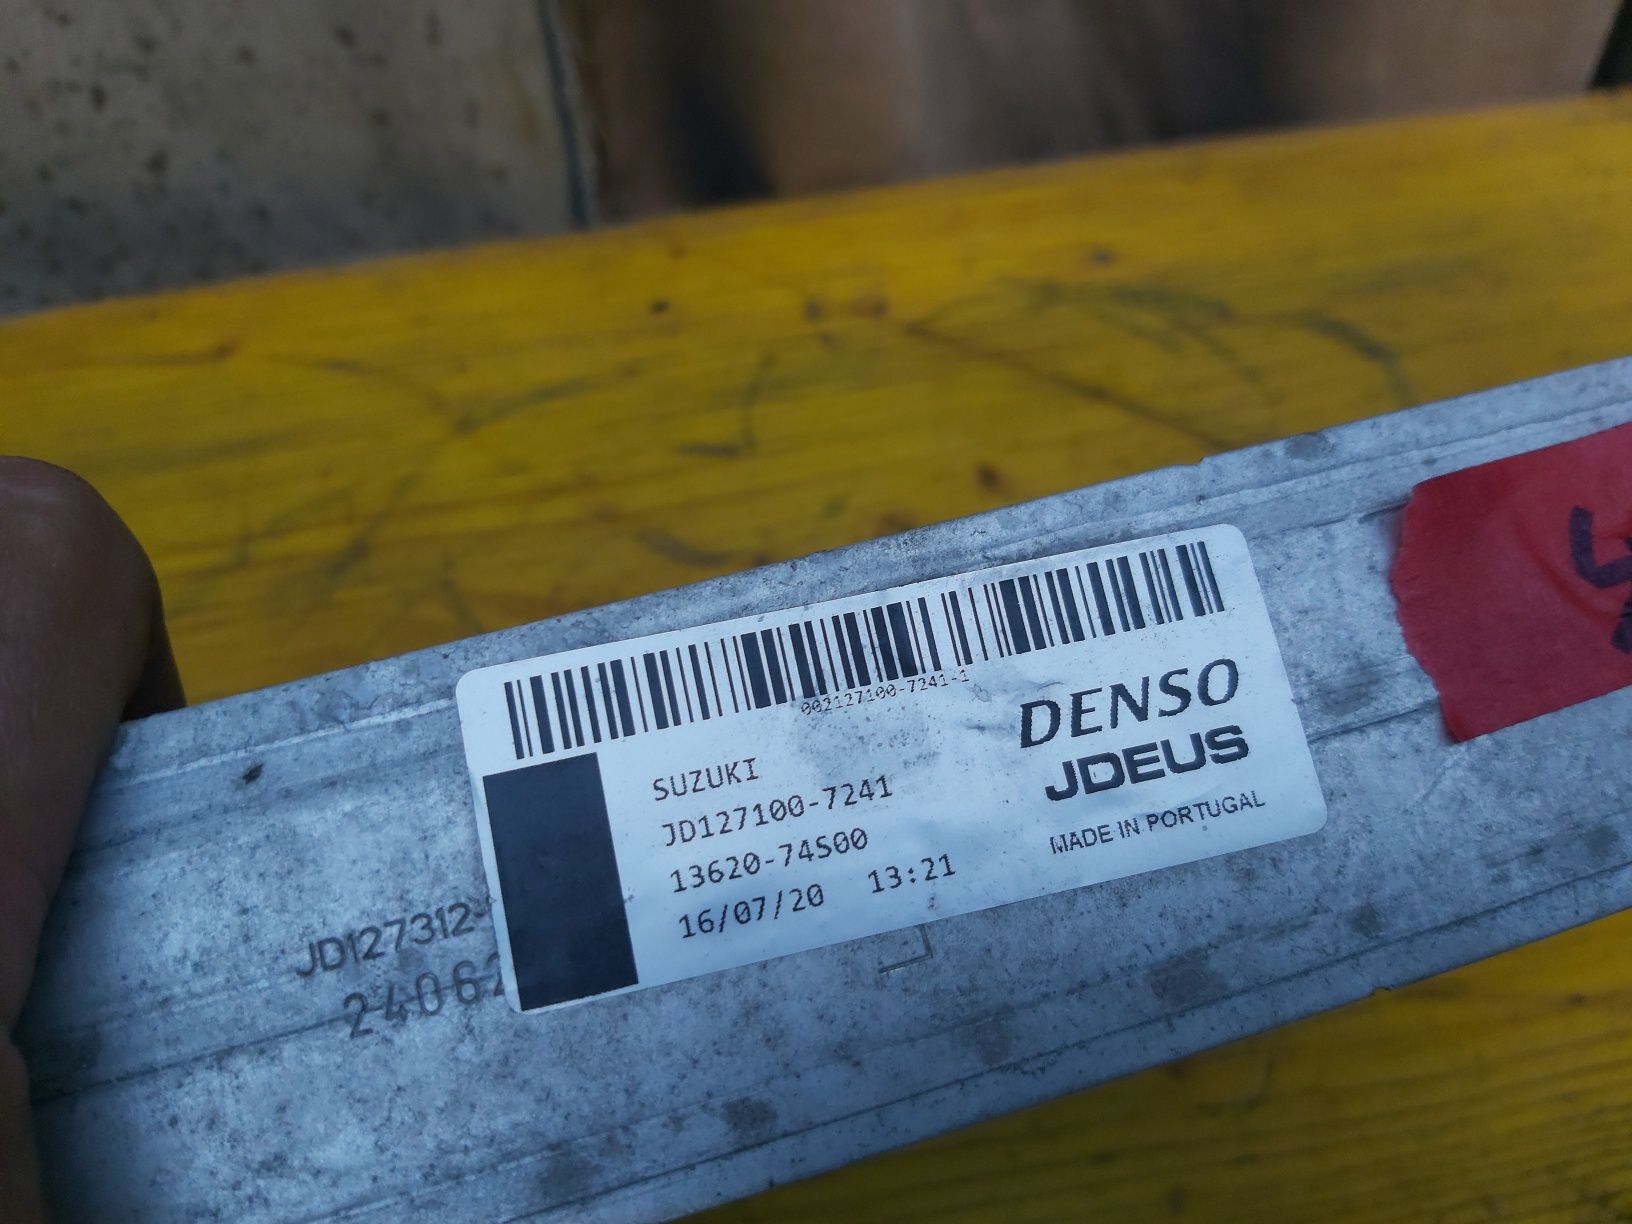 002127100-7241-1
DENSO
JDEUS
MADE IN PORTUGAL
SUZUKI
JD127100-7241
13620-74S00
16/07/20 13:21
JD127312-
24062